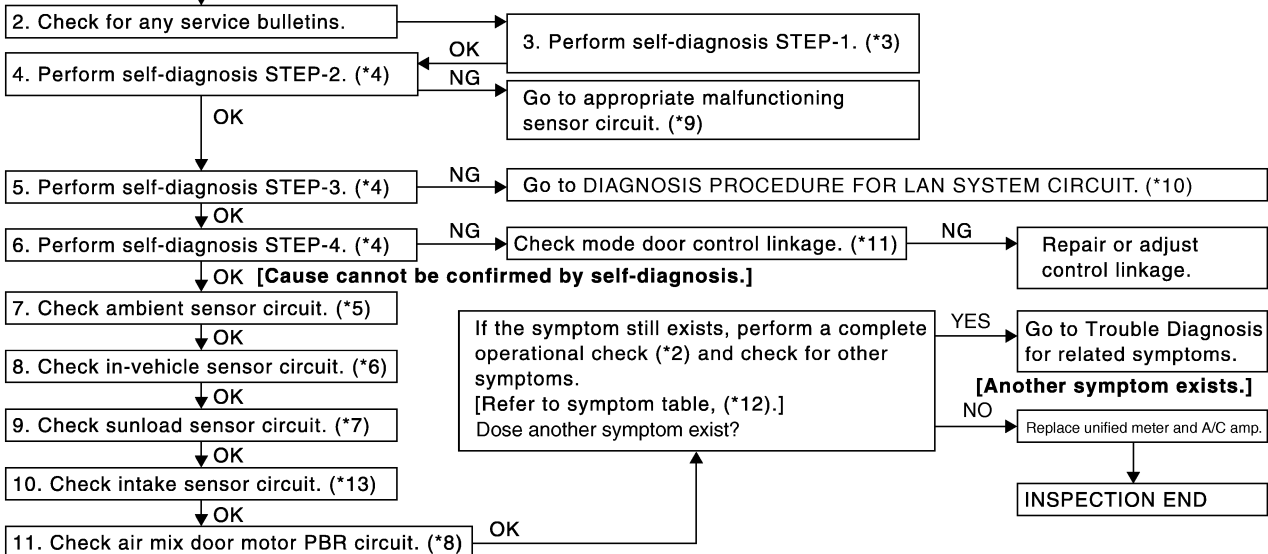 2. Check for any service bulletins.
3. Perform self-diagnosis STEP-1. (*3)
OK
4. Perform self-diagnosis STEP-2. (*4)
NG
Go to appropriate malfunctioning
sensor circuit. (*9)
OK
5. Perform self-diagnosis STEP-3. (*4)
NG
Go to DIAGNOSIS PROCEDURE FOR LAN SYSTEM CIRCUIT. (*10)
OK
6. Perform self-diagnosis STEP-4. (*4)
NG
Check mode door control linkage. (*11)
NG
Repair or adjust
control linkage.
OK
[Cause cannot be confirmed by self-diagnosis.]
7. Check ambient sensor circuit. (*5)
OK
8. Check in-vehicle sensor circuit. (*6)
OK
9. Check sunload sensor circuit. (*7)
OK
10. Check intake sensor circuit. (*13)
OK
11. Check air mix door motor PBR circuit. (*8)
OK
If the symptom still exists, perform a complete
operational check (*2) and check for other
symptoms.
[Refer to symptom table, (*12).]
Dose another symptom exist?
YES
Go to Trouble Diagnosis
for related symptoms.
[Another symptom exists.]
NO
Replace unified meter and A/C amp.
INSPECTION END